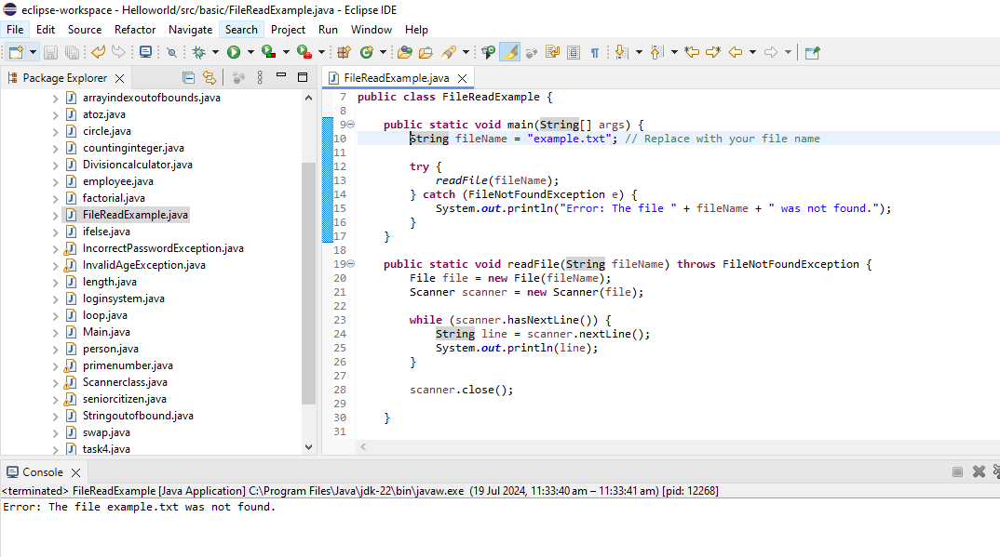 eclipse-workspace - Helloworld/src/basic/FileReadExample.java - Eclipse IDE
File Edit Source Refactor Navigate Search Project Run Window Help
Package Explorer
arrayindexoutofbounds.java
atoz.java
circle.java
countinginteger.java
Divisioncalculator.java
employee.java
factorial.java
FileReadExample.java
ifelse.java
IncorrectPasswordException.java
InvalidAgeException.java
length.java
loginsystem.java
loop.java
Main.java
person.java
primenumber.java
Scannerclass.java
seniorcitizen.java
Stringoutofbound.java
swap.java
task4.java
FileReadExample.java
7 public class FileReadExample {
8
9 public static void main(String[] args) {
10 String fileName = "example.txt"; // Replace with your file name
11
12 try {
13 readFile(fileName);
14 } catch (FileNotFoundException e) {
15 System.out.println("Error: The file " + fileName + " was not found.");
16 }
17 }
18
19 public static void readFile(String fileName) throws FileNotFoundException {
20 File file = new File(fileName);
21 Scanner scanner = new Scanner(file);
22
23 while (scanner.hasNextLine()) {
24 String line = scanner.nextLine();
25 System.out.println(line);
26 }
27
28 scanner.close();
29
30 }
31
Console
<terminated> FileReadExample [Java Application] C:\Program Files\Java\jdk-22\bin\javaw.exe (19 Jul 2024, 11:33:40 am – 11:33:41 am) [pid: 12268]
Error: The file example.txt was not found.